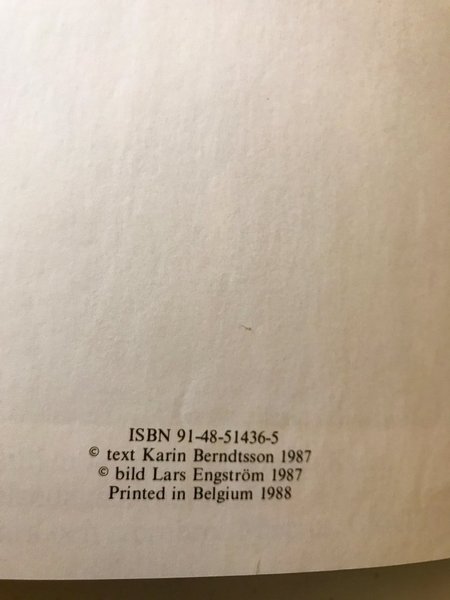 ISBN 91-48-51436-5
© text Karin Berndtsson 1987
© bild Lars Engström 1987
Printed in Belgium 1988